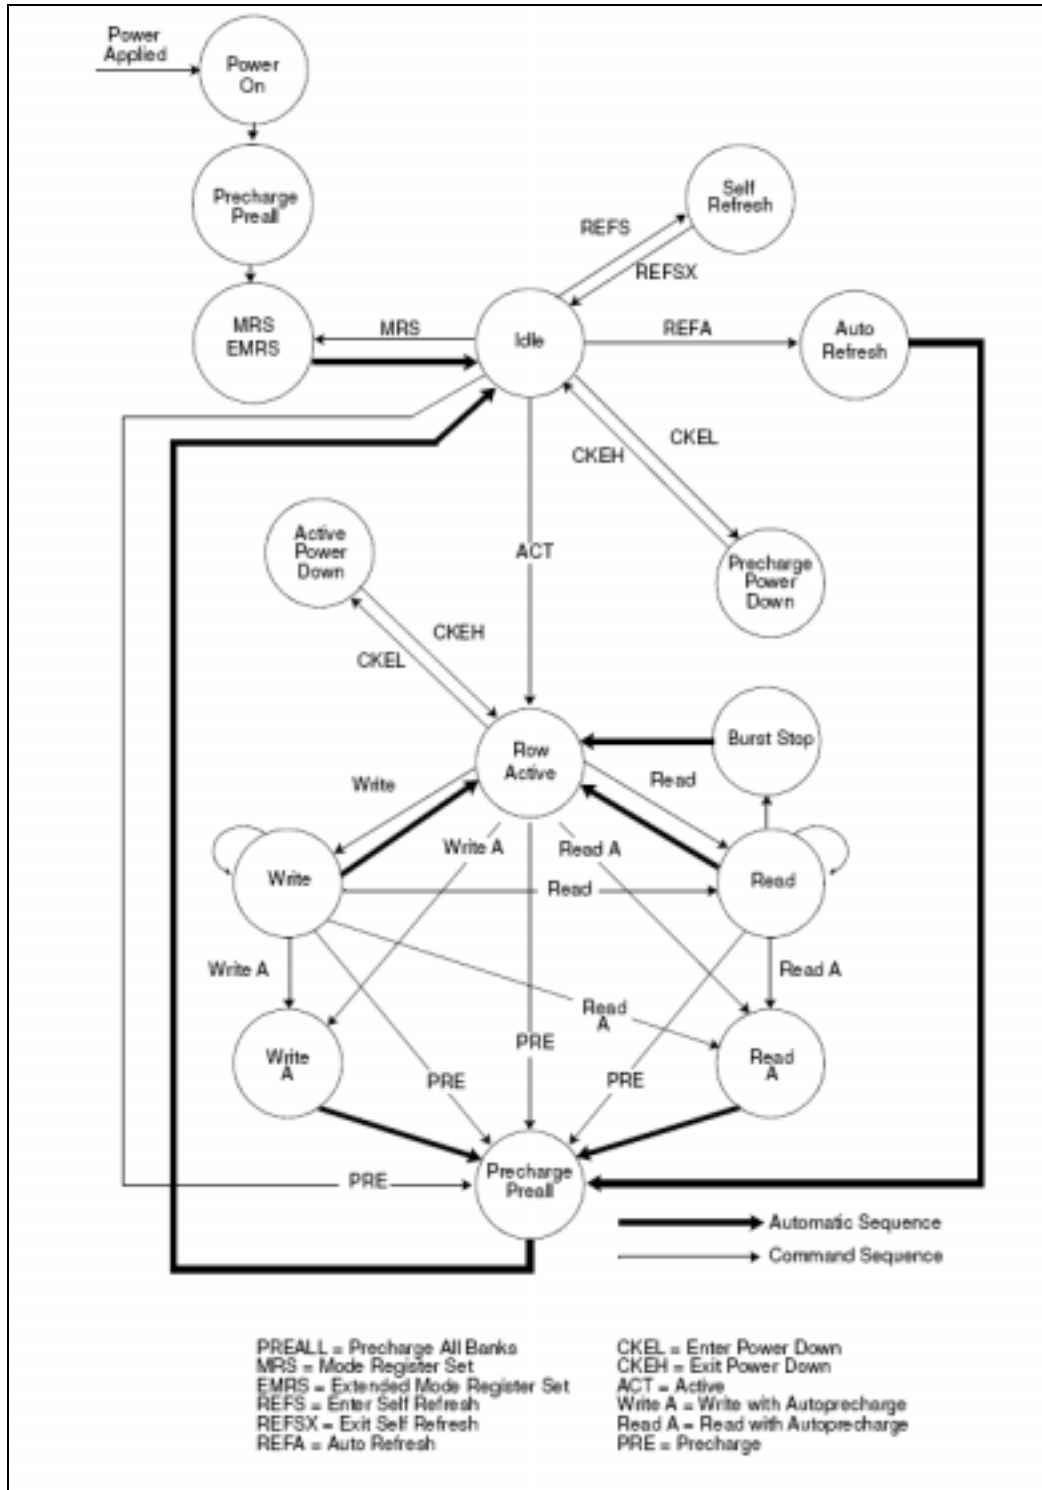 Power
Applied
Power
On
Precharge
Preall
Self
Refresh
REFS
REFSX
MRS
EMRS
MRS
Idle
REFA
Auto
Refresh
CKEL
CKEH
Active
Power
Down
ACT
Precharge
Power
Down
CKEH
CKEL
Burst Stop
Row
Active
Write
Read
Write A
Read A
Write
Read
Read
Write A
Read A
Read
A
Write
A
PRE
Read
A
PRE
PRE
Precharge
Preall
PRE
Automatic Sequence
Command Sequence
PREALL = Precharge All Banks
MRS = Mode Register Set
EMRS = Extended Mode Register Set
REFS = Enter Self Refresh
REFSX = Exit Self Refresh
REFA = Auto Refresh
CKEL = Enter Power Down
CKEH = Exit Power Down
ACT = Active
Write A = Write with Autoprecharge
Read A = Read with Autoprecharge
PRE = Precharge